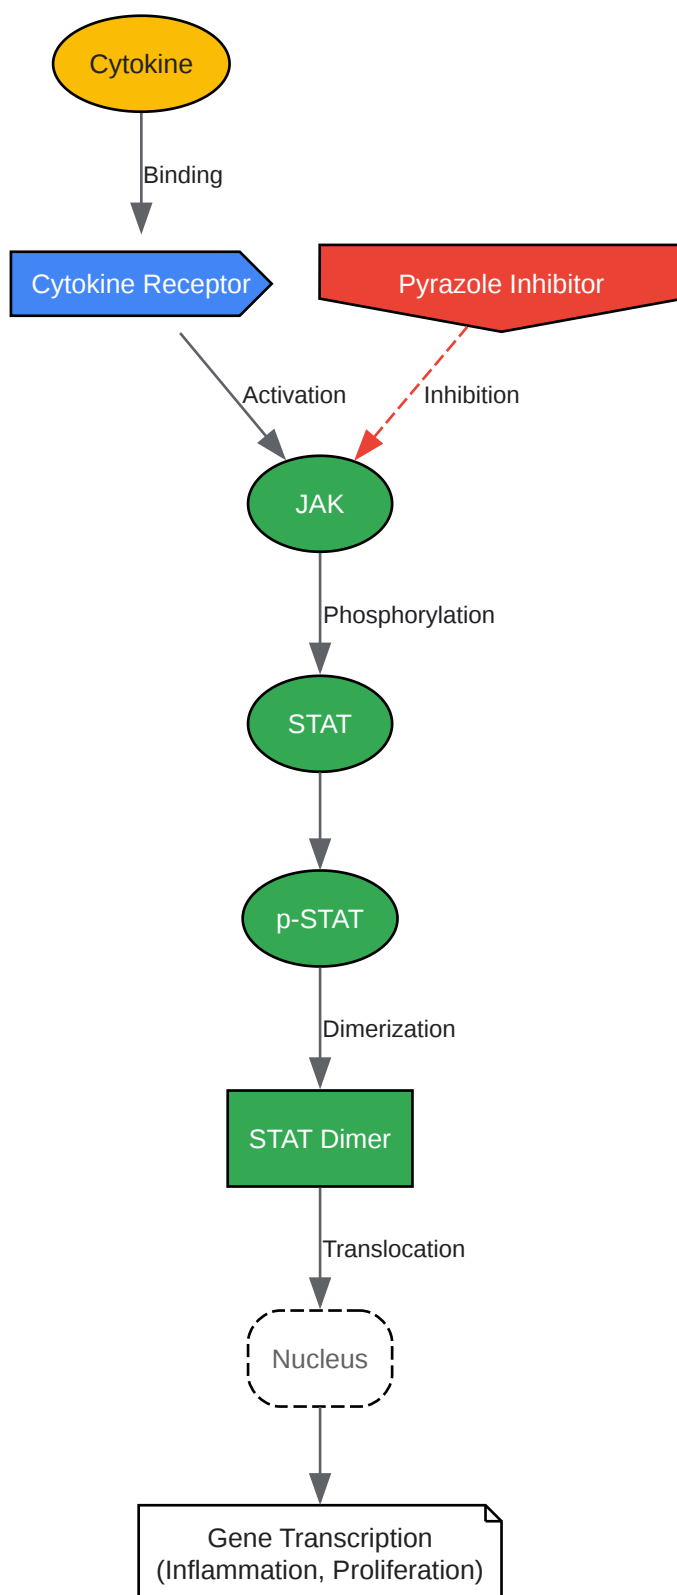 Cytokine
Binding
Cytokine Receptor
Pyrazole Inhibitor
Activation
Inhibition
JAK
Phosphorylation
STAT
p-STAT
Dimerization
STAT Dimer
Translocation
Nucleus
Gene Transcription
(Inflammation, Proliferation)